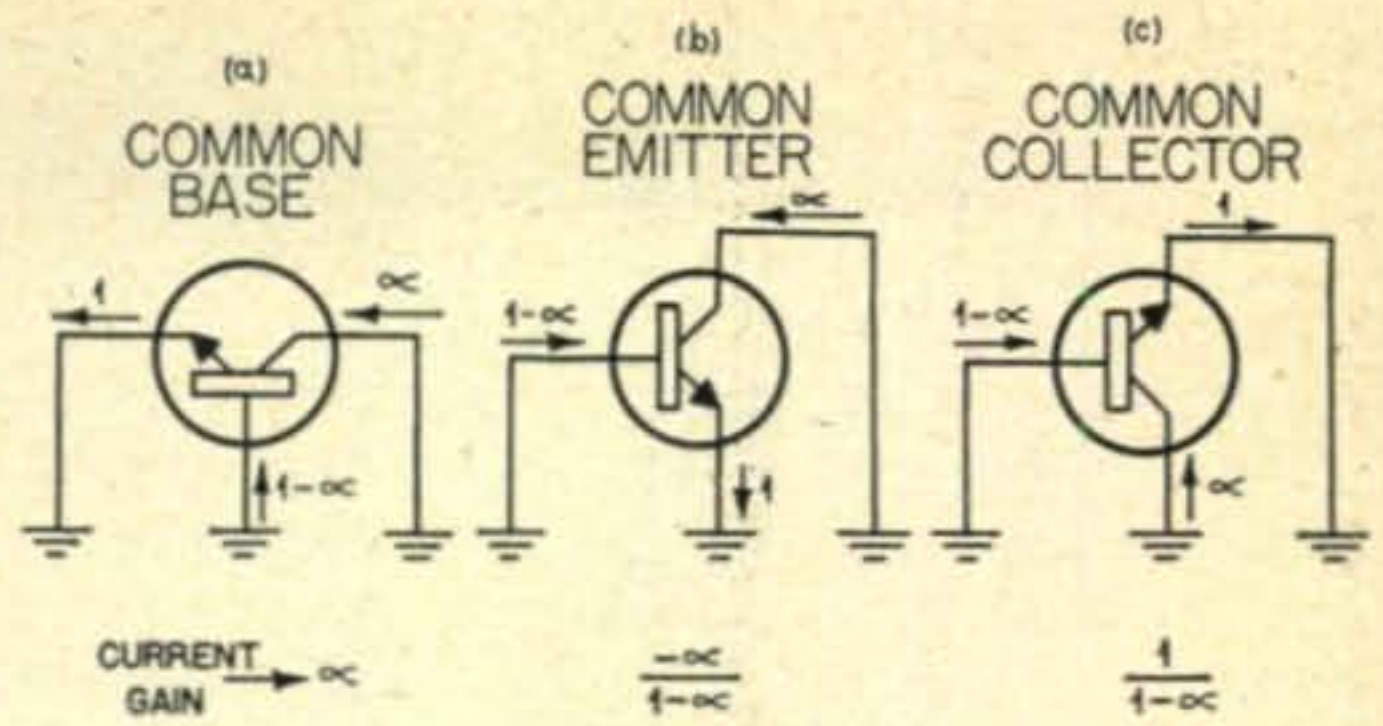 (a)
COMMON
BASE
1
∝
1-∝
(b)
COMMON
EMITTER
∝
1-∝
1
(c)
COMMON
COLLECTOR
1
1-∝
∝
CURRENT
GAIN
∝
-∝
1-∝
1
1-∝